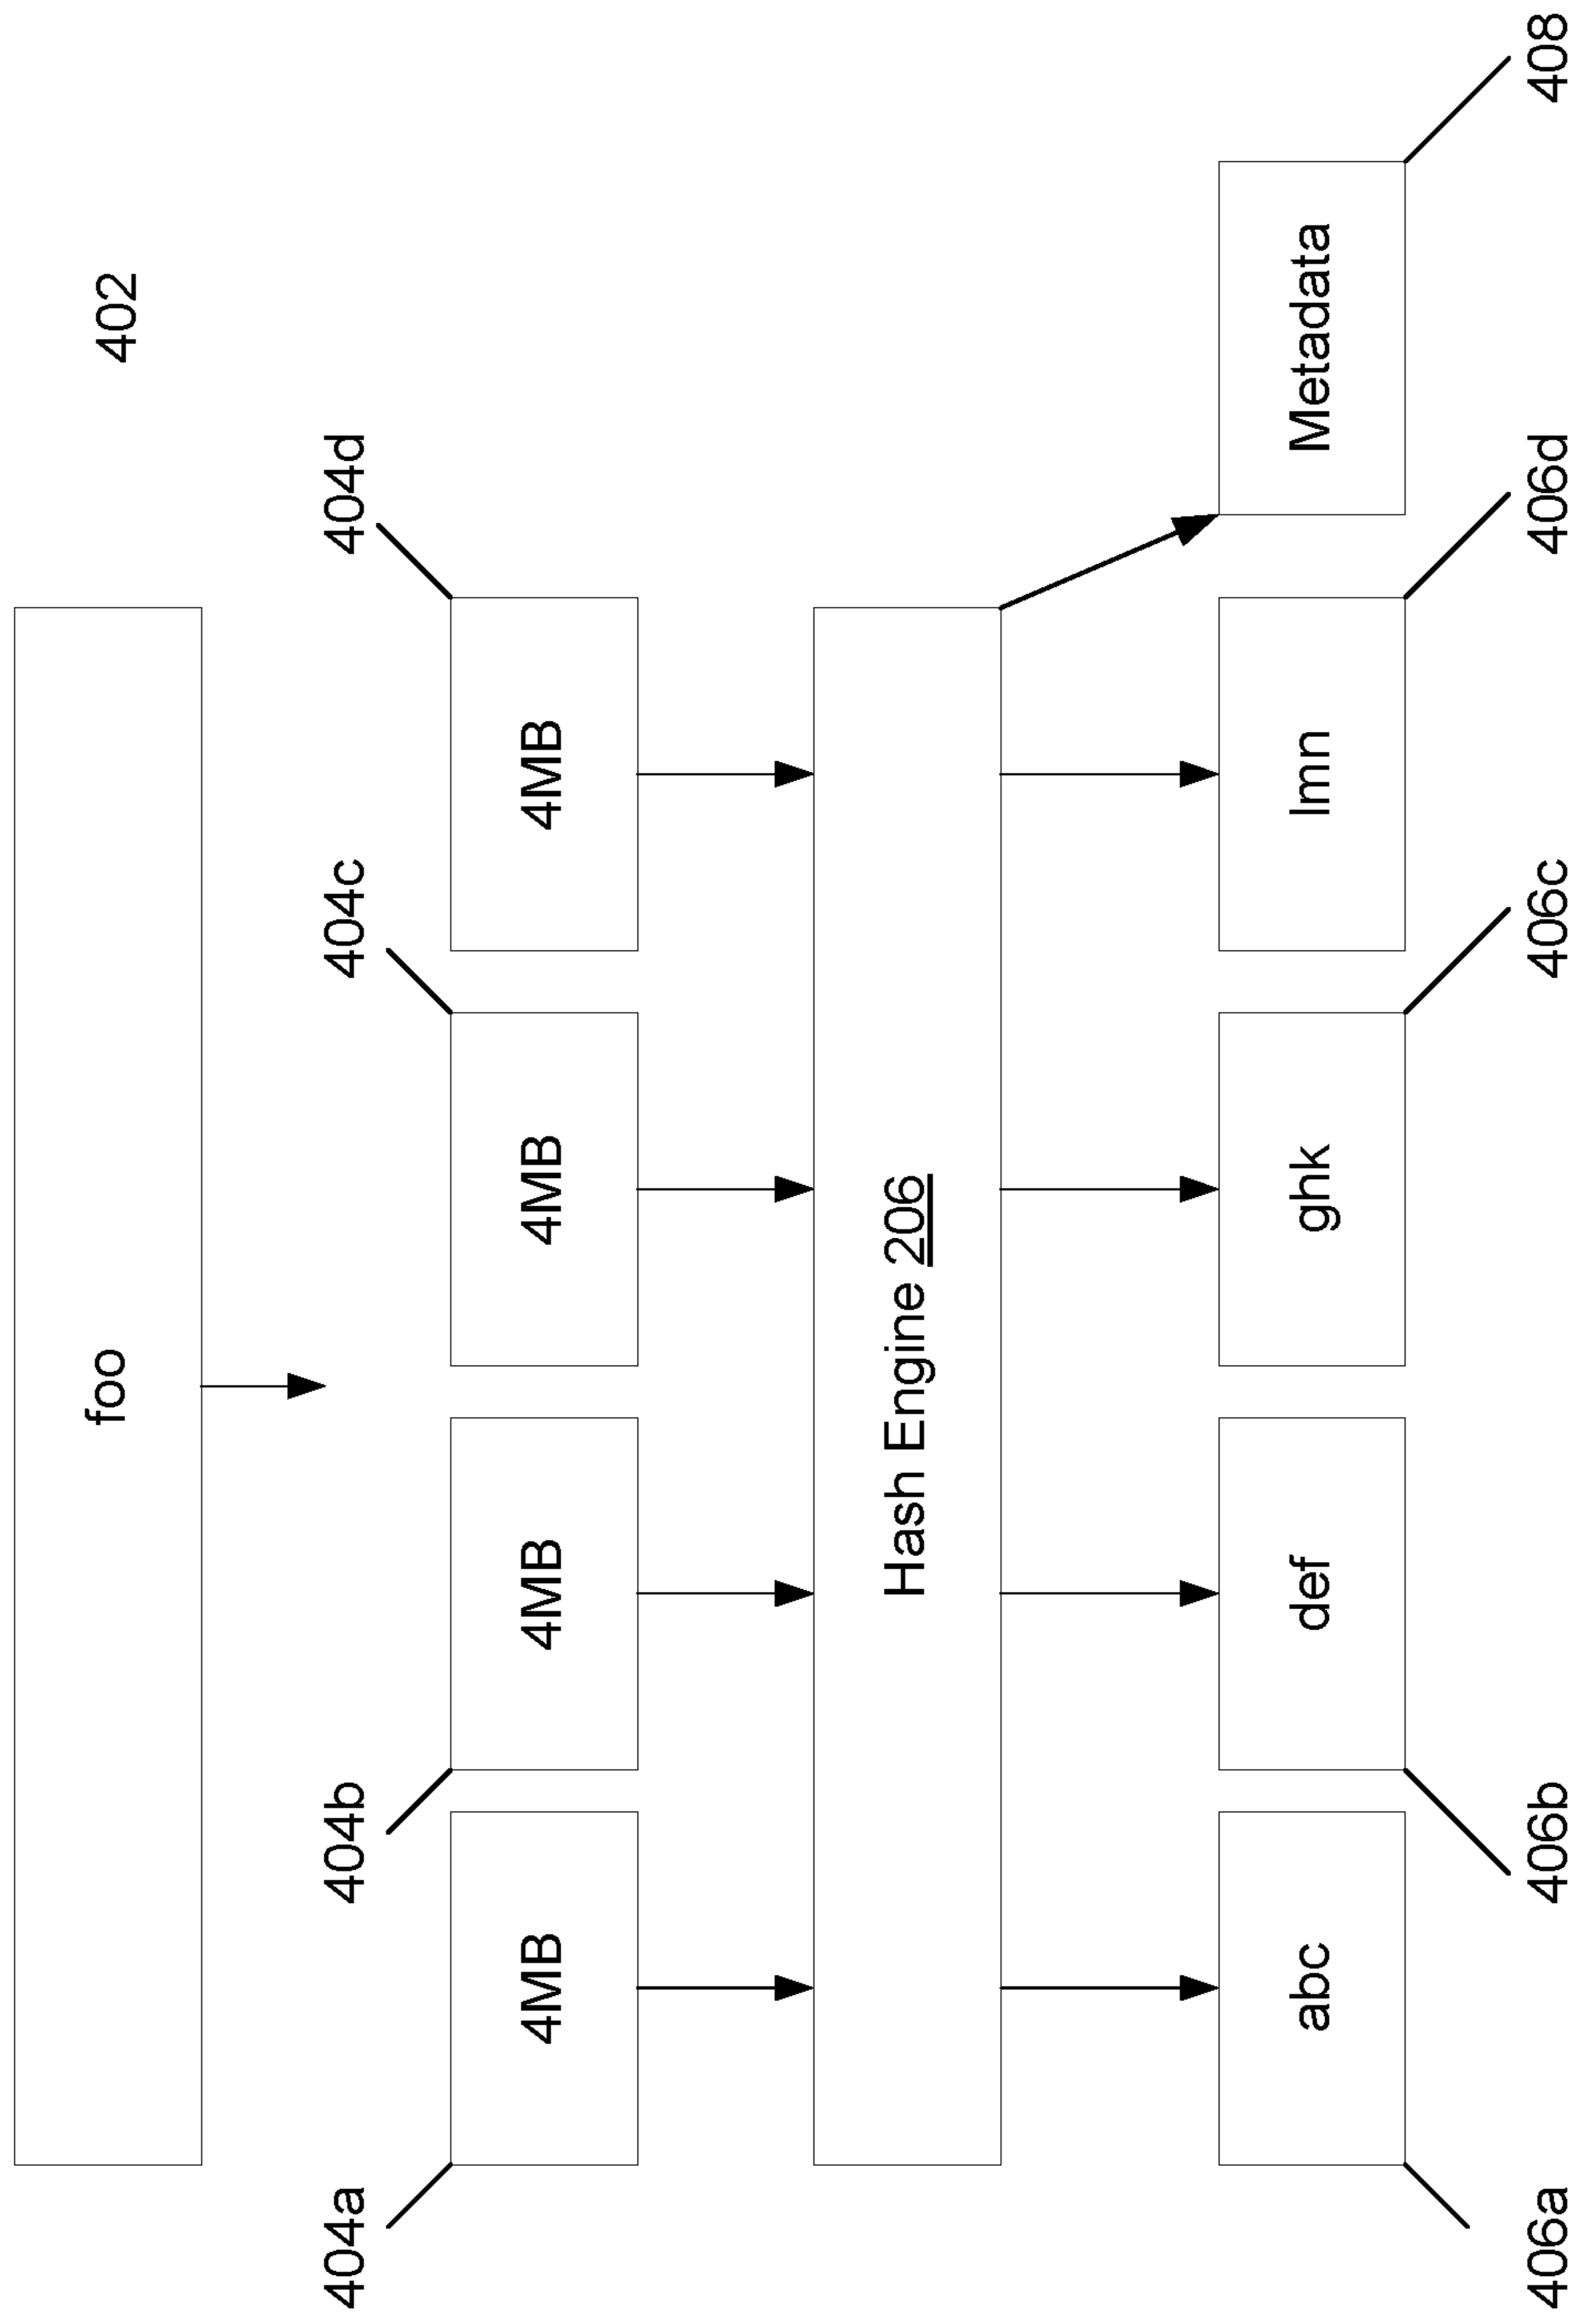 foo
402
404a
404b
404c
404d
4MB
4MB
4MB
4MB
Hash Engine 206
abc
def
ghk
lmn
Metadata
406a
406b
406c
406d
408